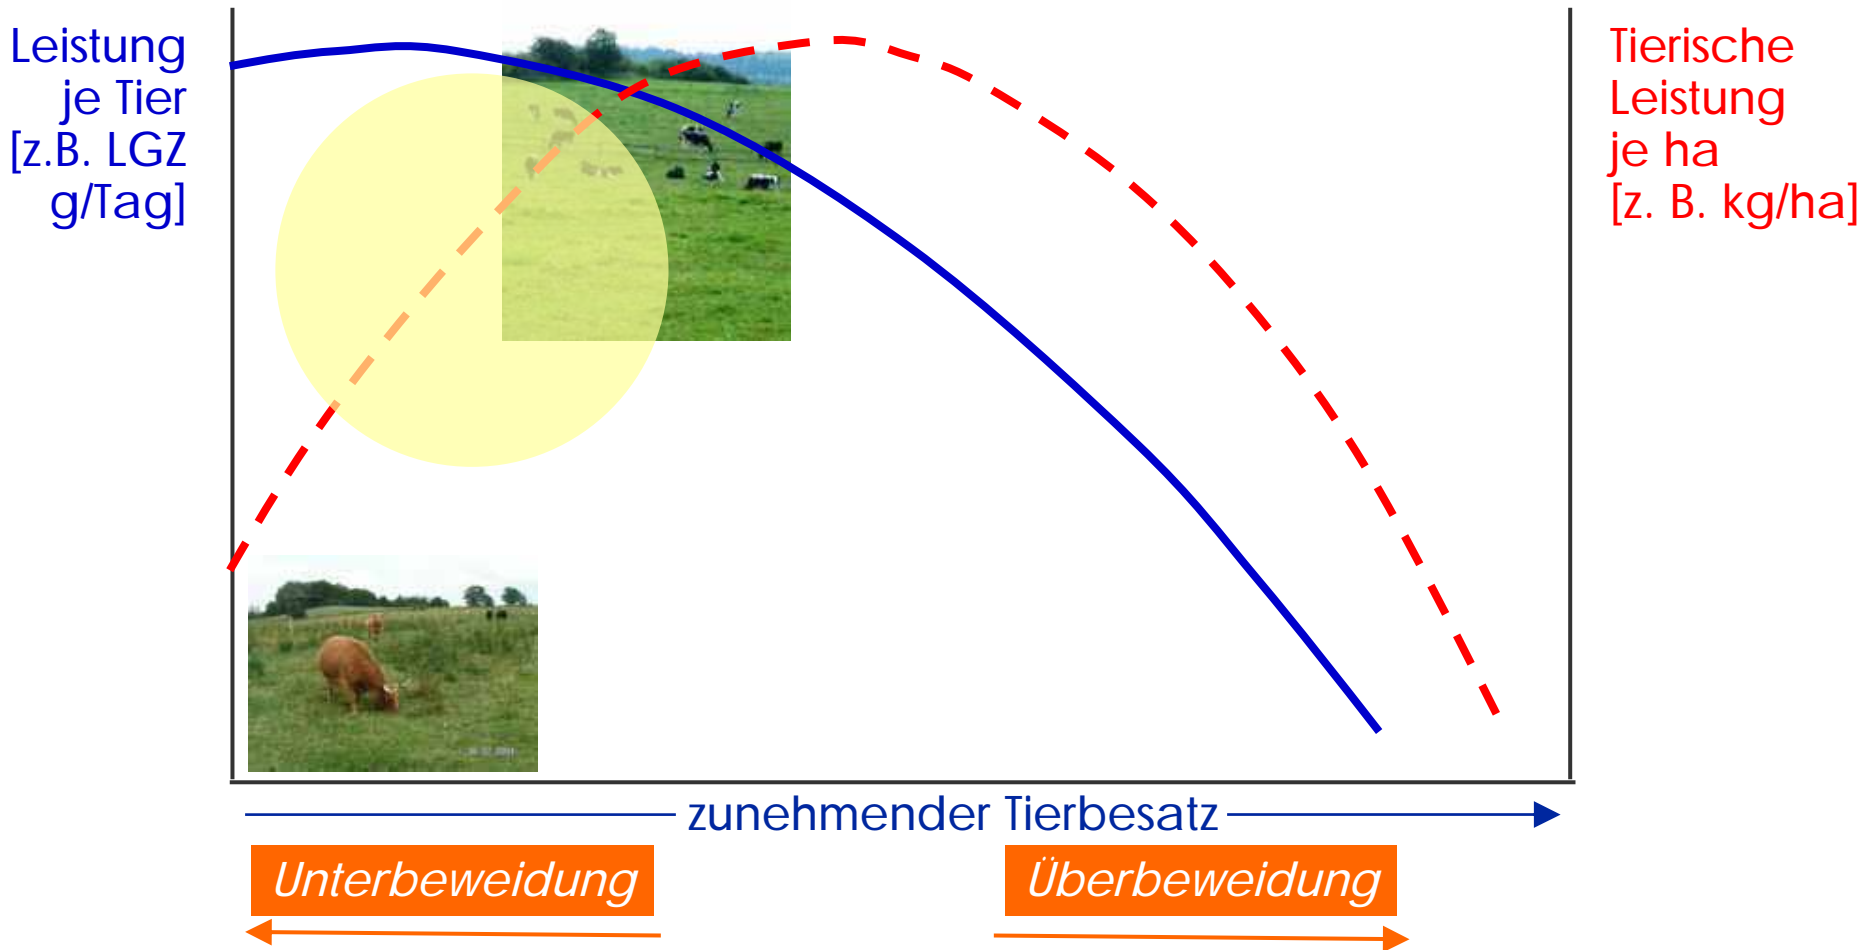 Leistung
je Tier
[z.B. LGZ
g/Tag]
Tierische
Leistung
je ha
[z. B. kg/ha]
zunehmender Tierbesatz
Unterbeweidung
Überbeweidung